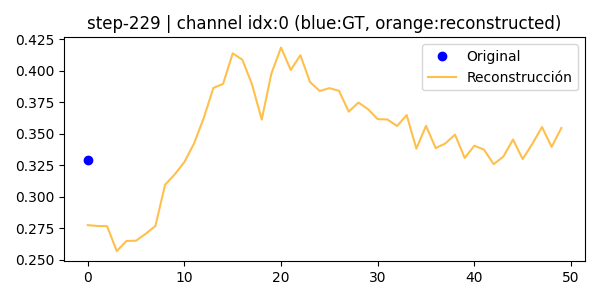 step-229 | channel idx:0 (blue:GT, orange:reconstructed)
0.425
0.400
0.375
0.350
0.325
0.300
0.275
0.250
Original
Reconstrucción
0 10 20 30 40 50